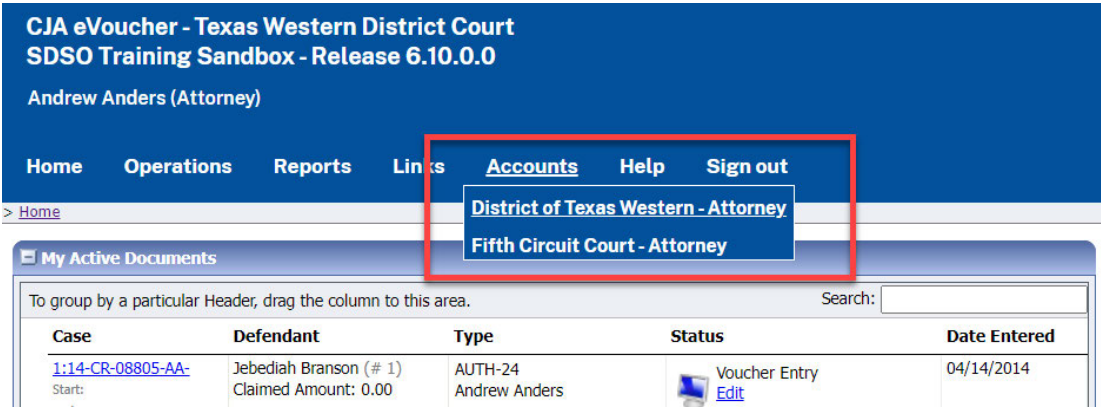 CJA eVoucher - Texas Western District Court
SDSO Training Sandbox - Release 6.10.0.0
Andrew Anders (Attorney)
Home Operations Reports Links Accounts Help Sign out
District of Texas Western - Attorney
Fifth Circuit Court - Attorney
> Home
My Active Documents
To group by a particular Header, drag the column to this area. Search:
Case Defendant Type Status Date Entered
1:14-CR-08805-AA- Jebediah Branson (# 1) AUTH-24 Voucher Entry 04/14/2014
Start: Claimed Amount: 0.00 Andrew Anders Edit